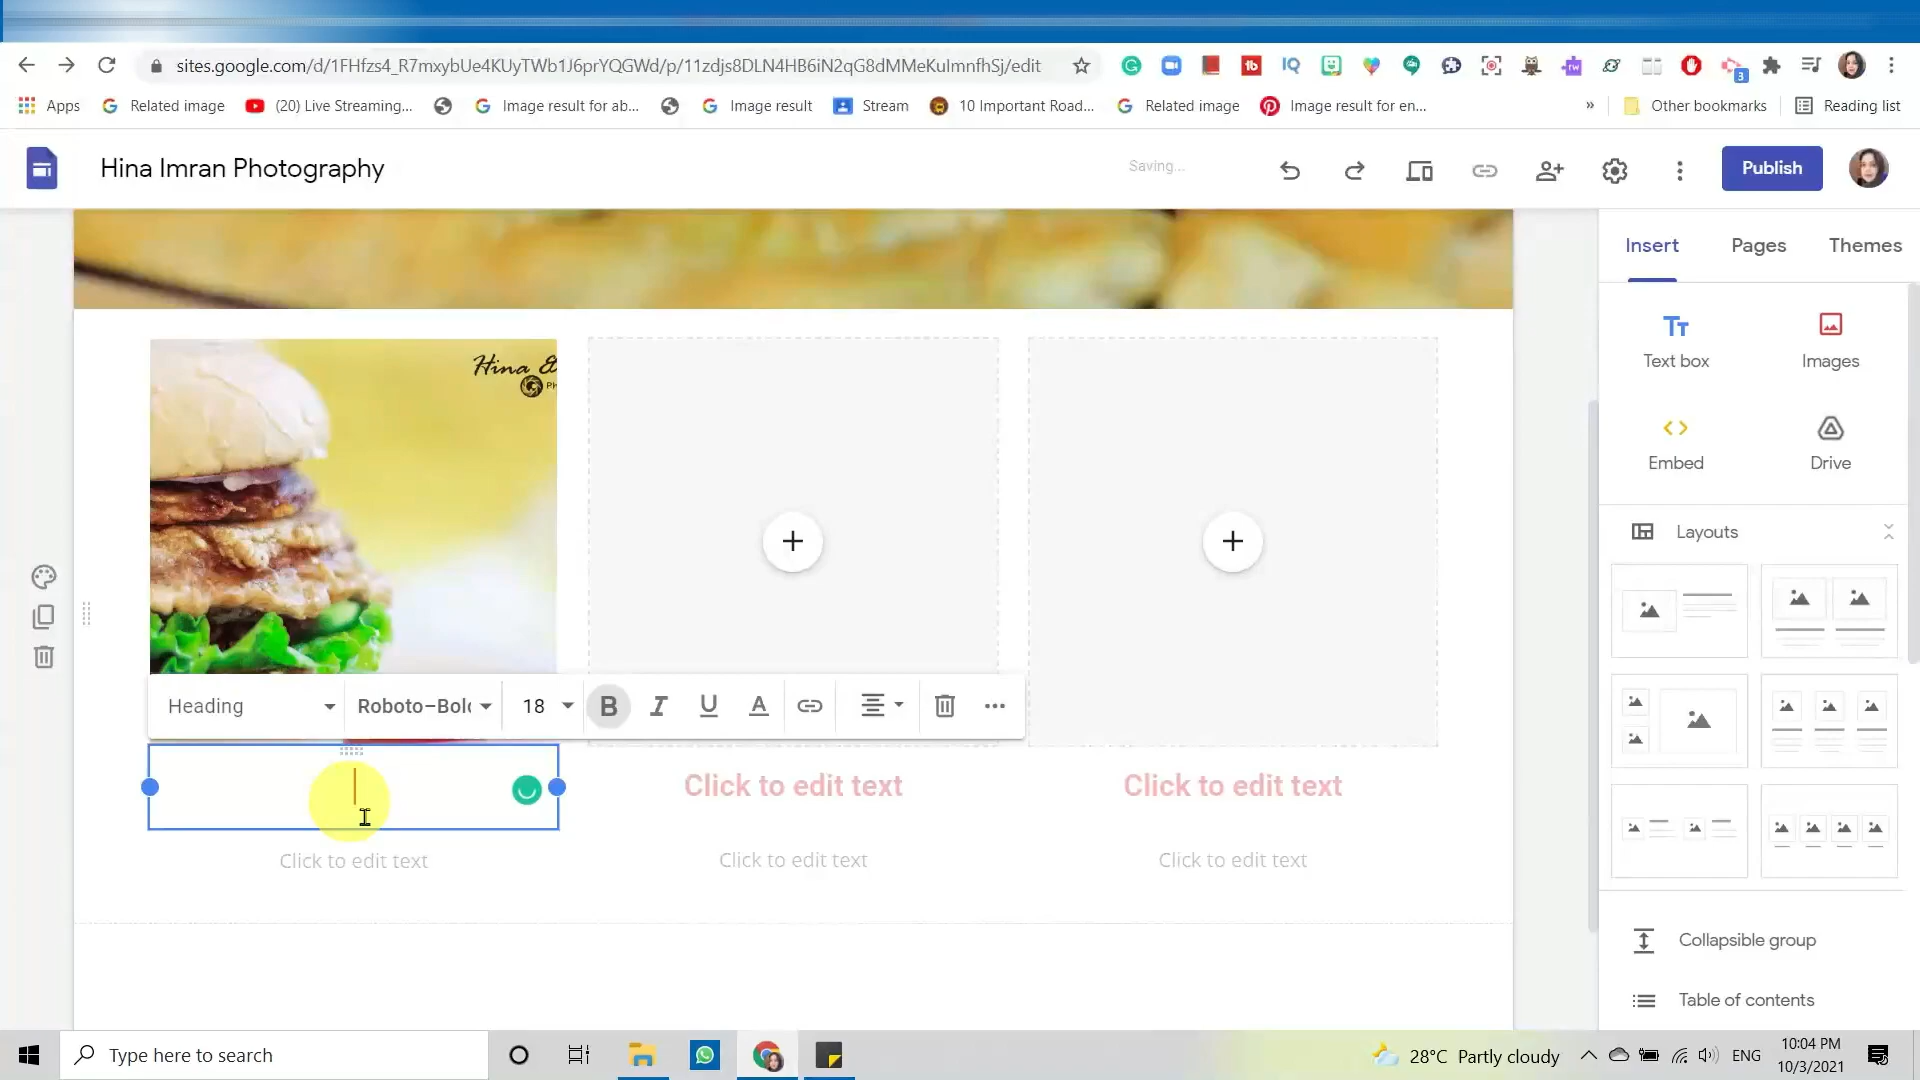 sites.google.com/d/1FHfzs4_R7mxybUe4KUyTWb1J6prYQGWd/p/11zdjs8DLN4HB6iN2qG8dMMeKuImnfhSj/edit
Apps
Related image
(20) Live Streaming...
Image result for ab...
Image result
Stream
10 Important Road...
Related image
Image result for en...
»
Other bookmarks
Reading list
Hina Imran Photography
Saving...
Publish
Insert
Pages
Themes
Text box
Images
Embed
Drive
Layouts
Hina
Heading
Roboto–Bold
18
B
I
U
A
Click to edit text
Click to edit text
Click to edit text
Click to edit text
Click to edit text
Collapsible group
Table of contents
Type here to search
28°C Partly cloudy
ENG
10:04 PM
10/3/2021